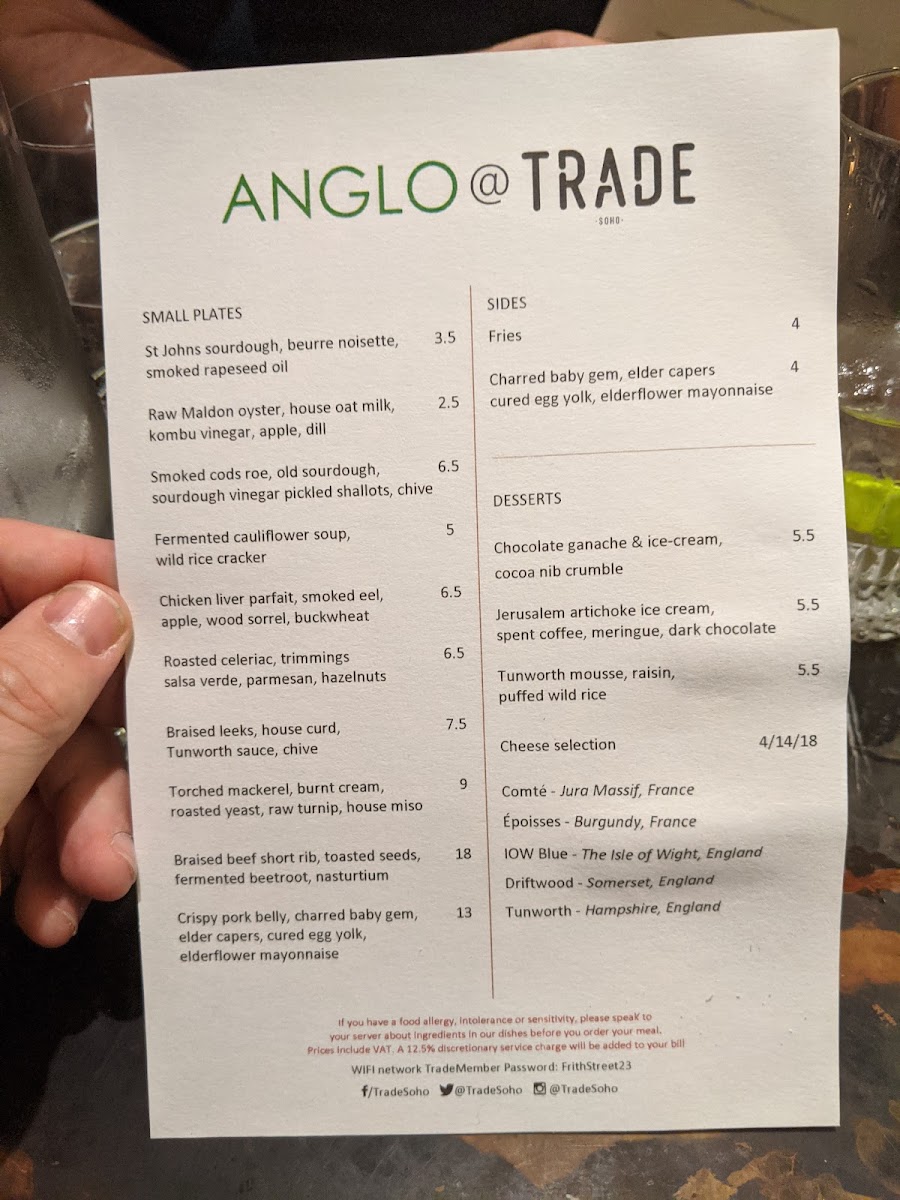 ANGLO @ TRADE
-SOHO-
SMALL PLATES
St Johns sourdough, beurre noisette, 3.5
smoked rapeseed oil
Raw Maldon oyster, house oat milk, 2.5
kombu vinegar, apple, dill
Smoked cods roe, old sourdough, 6.5
sourdough vinegar pickled shallots, chive
Fermented cauliflower soup, 5
wild rice cracker
Chicken liver parfait, smoked eel, 6.5
apple, wood sorrel, buckwheat
Roasted celeriac, trimmings 6.5
salsa verde, parmesan, hazelnuts
Braised leeks, house curd, 7.5
Tunworth sauce, chive
Torched mackerel, burnt cream, 9
roasted yeast, raw turnip, house miso
Braised beef short rib, toasted seeds, 18
fermented beetroot, nasturtium
Crispy pork belly, charred baby gem, 13
elder capers, cured egg yolk,
elderflower mayonnaise
SIDES
Fries 4
Charred baby gem, elder capers 4
cured egg yolk, elderflower mayonnaise
DESSERTS
Chocolate ganache & ice-cream, 5.5
cocoa nib crumble
Jerusalem artichoke ice cream, 5.5
spent coffee, meringue, dark chocolate
Tunworth mousse, raisin, 5.5
puffed wild rice
Cheese selection 4/14/18
Comté - Jura Massif, France
Époisses - Burgundy, France
IOW Blue - The Isle of Wight, England
Driftwood - Somerset, England
Tunworth - Hampshire, England
If you have a food allergy, intolerance or sensitivity, please speak to
your server about ingredients in our dishes before you order your meal.
Prices include VAT. A 12.5% discretionary service charge will be added to your bill
WIFI network TradeMember Password: FrithStreet23
f/TradeSoho @TradeSoho @TradeSoho